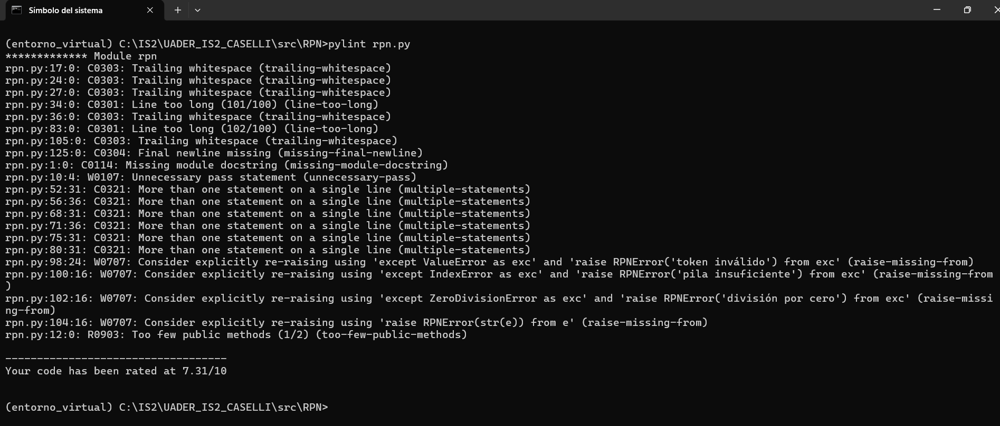 Símbolo del sistema
(entorno_virtual) C:\IS2\UADER_IS2_CASELLI\src\RPN>pylint rpn.py
************* Module rpn
rpn.py:17:0: C0303: Trailing whitespace (trailing-whitespace)
rpn.py:24:0: C0303: Trailing whitespace (trailing-whitespace)
rpn.py:27:0: C0303: Trailing whitespace (trailing-whitespace)
rpn.py:34:0: C0301: Line too long (101/100) (line-too-long)
rpn.py:36:0: C0303: Trailing whitespace (trailing-whitespace)
rpn.py:83:0: C0301: Line too long (102/100) (line-too-long)
rpn.py:105:0: C0303: Trailing whitespace (trailing-whitespace)
rpn.py:125:0: C0304: Final newline missing (missing-final-newline)
rpn.py:1:0: C0114: Missing module docstring (missing-module-docstring)
rpn.py:10:4: W0107: Unnecessary pass statement (unnecessary-pass)
rpn.py:52:31: C0321: More than one statement on a single line (multiple-statements)
rpn.py:56:36: C0321: More than one statement on a single line (multiple-statements)
rpn.py:68:31: C0321: More than one statement on a single line (multiple-statements)
rpn.py:71:36: C0321: More than one statement on a single line (multiple-statements)
rpn.py:75:31: C0321: More than one statement on a single line (multiple-statements)
rpn.py:80:31: C0321: More than one statement on a single line (multiple-statements)
rpn.py:98:24: W0707: Consider explicitly re-raising using 'except ValueError as exc' and 'raise RPNError('token inválido') from exc' (raise-missing-from)
rpn.py:100:16: W0707: Consider explicitly re-raising using 'except IndexError as exc' and 'raise RPNError('pila insuficiente') from exc' (raise-missing-from
)
rpn.py:102:16: W0707: Consider explicitly re-raising using 'except ZeroDivisionError as exc' and 'raise RPNError('división por cero') from exc' (raise-missi
ng-from)
rpn.py:104:16: W0707: Consider explicitly re-raising using 'raise RPNError(str(e)) from e' (raise-missing-from)
rpn.py:12:0: R0903: Too few public methods (1/2) (too-few-public-methods)
-----------------------------------
Your code has been rated at 7.31/10
(entorno_virtual) C:\IS2\UADER_IS2_CASELLI\src\RPN>